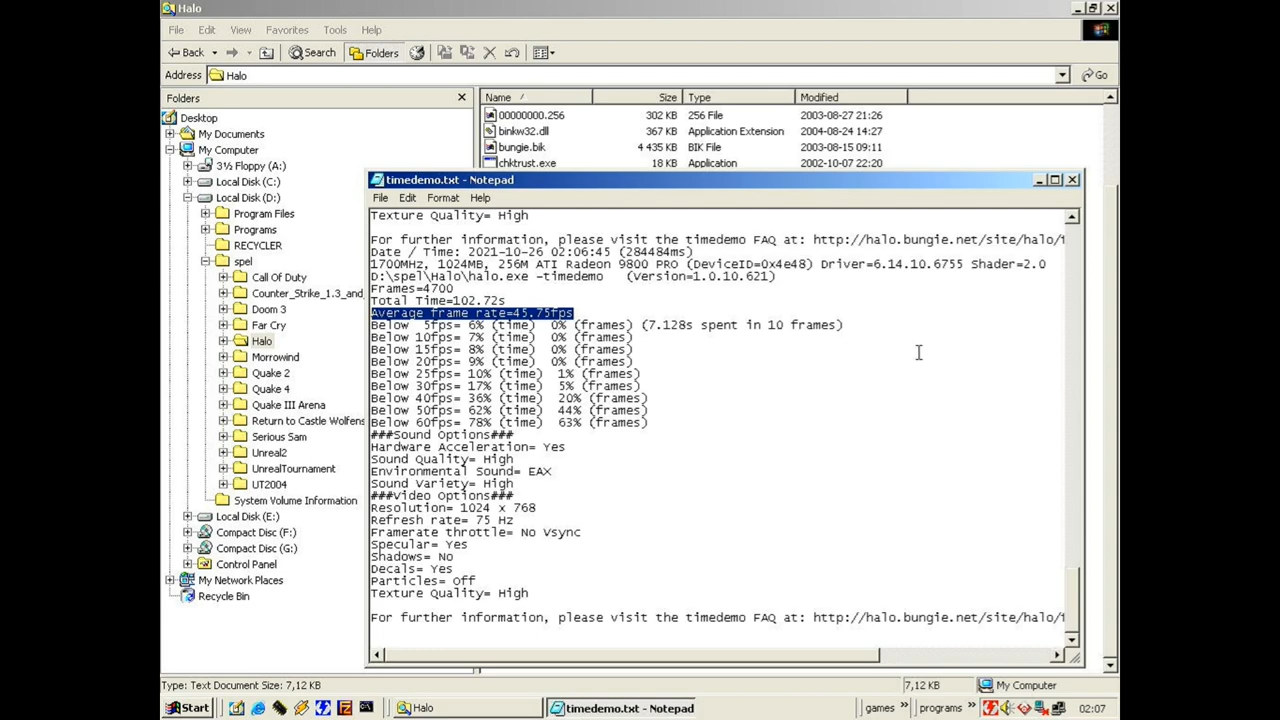 Halo
File Edit View Favorites Tools Help
Back Search Folders
Address Halo Go
Folders
Name Size Type Modified
00000000.256 302 KB 256 File 2003-08-27 21:26
binkw32.dll 367 KB Application Extension 2004-08-24 14:27
bungie.bik 4 435 KB BIK File 2003-08-15 09:11
chktrust.exe 18 KB Application 2002-10-07 22:20
Desktop
My Documents
My Computer
3½ Floppy (A:)
Local Disk (C:)
Local Disk (D:)
Program Files
Programs
RECYCLER
spel
Call Of Duty
Counter_Strike_1.3_and_
Doom 3
Far Cry
Halo
Morrowind
Quake 2
Quake 4
Quake III Arena
Return to Castle Wolfens
Serious Sam
Unreal2
UnrealTournament
UT2004
System Volume Information
Local Disk (E:)
Compact Disc (F:)
Compact Disc (G:)
Control Panel
My Network Places
Recycle Bin
timedemo.txt - Notepad
File Edit Format Help
Texture Quality= High
For further information, please visit the timedemo FAQ at: http://halo.bungie.net/site/halo/
Date / Time: 2021-10-26 02:06:45 (284484ms)
1700MHz, 1024MB, 256M ATI Radeon 9800 PRO (DeviceID=0x4e48) Driver=6.14.10.6755 Shader=2.0
D:\spel\Halo\halo.exe -timedemo (Version=1.0.10.621)
Frames=4700
Total Time=102.72s
Average frame rate=45.75fps
Below 5fps= 6% (time) 0% (frames) (7.128s spent in 10 frames)
Below 10fps= 7% (time) 0% (frames)
Below 15fps= 8% (time) 0% (frames)
Below 20fps= 9% (time) 0% (frames)
Below 25fps= 10% (time) 1% (frames)
Below 30fps= 17% (time) 5% (frames)
Below 40fps= 36% (time) 20% (frames)
Below 50fps= 62% (time) 44% (frames)
Below 60fps= 78% (time) 63% (frames)
###Sound Options###
Hardware Acceleration= Yes
Sound Quality= High
Environmental Sound= EAX
Sound Variety= High
###Video Options###
Resolution= 1024 x 768
Refresh rate= 75 Hz
Framerate throttle= No Vsync
Specular= Yes
Shadows= No
Decals= Yes
Particles= Off
Texture Quality= High
For further information, please visit the timedemo FAQ at: http://halo.bungie.net/site/halo/
Type: Text Document Size: 7,12 KB 7,12 KB My Computer
Start Halo timedemo.txt - Notepad games » programs » 02:07